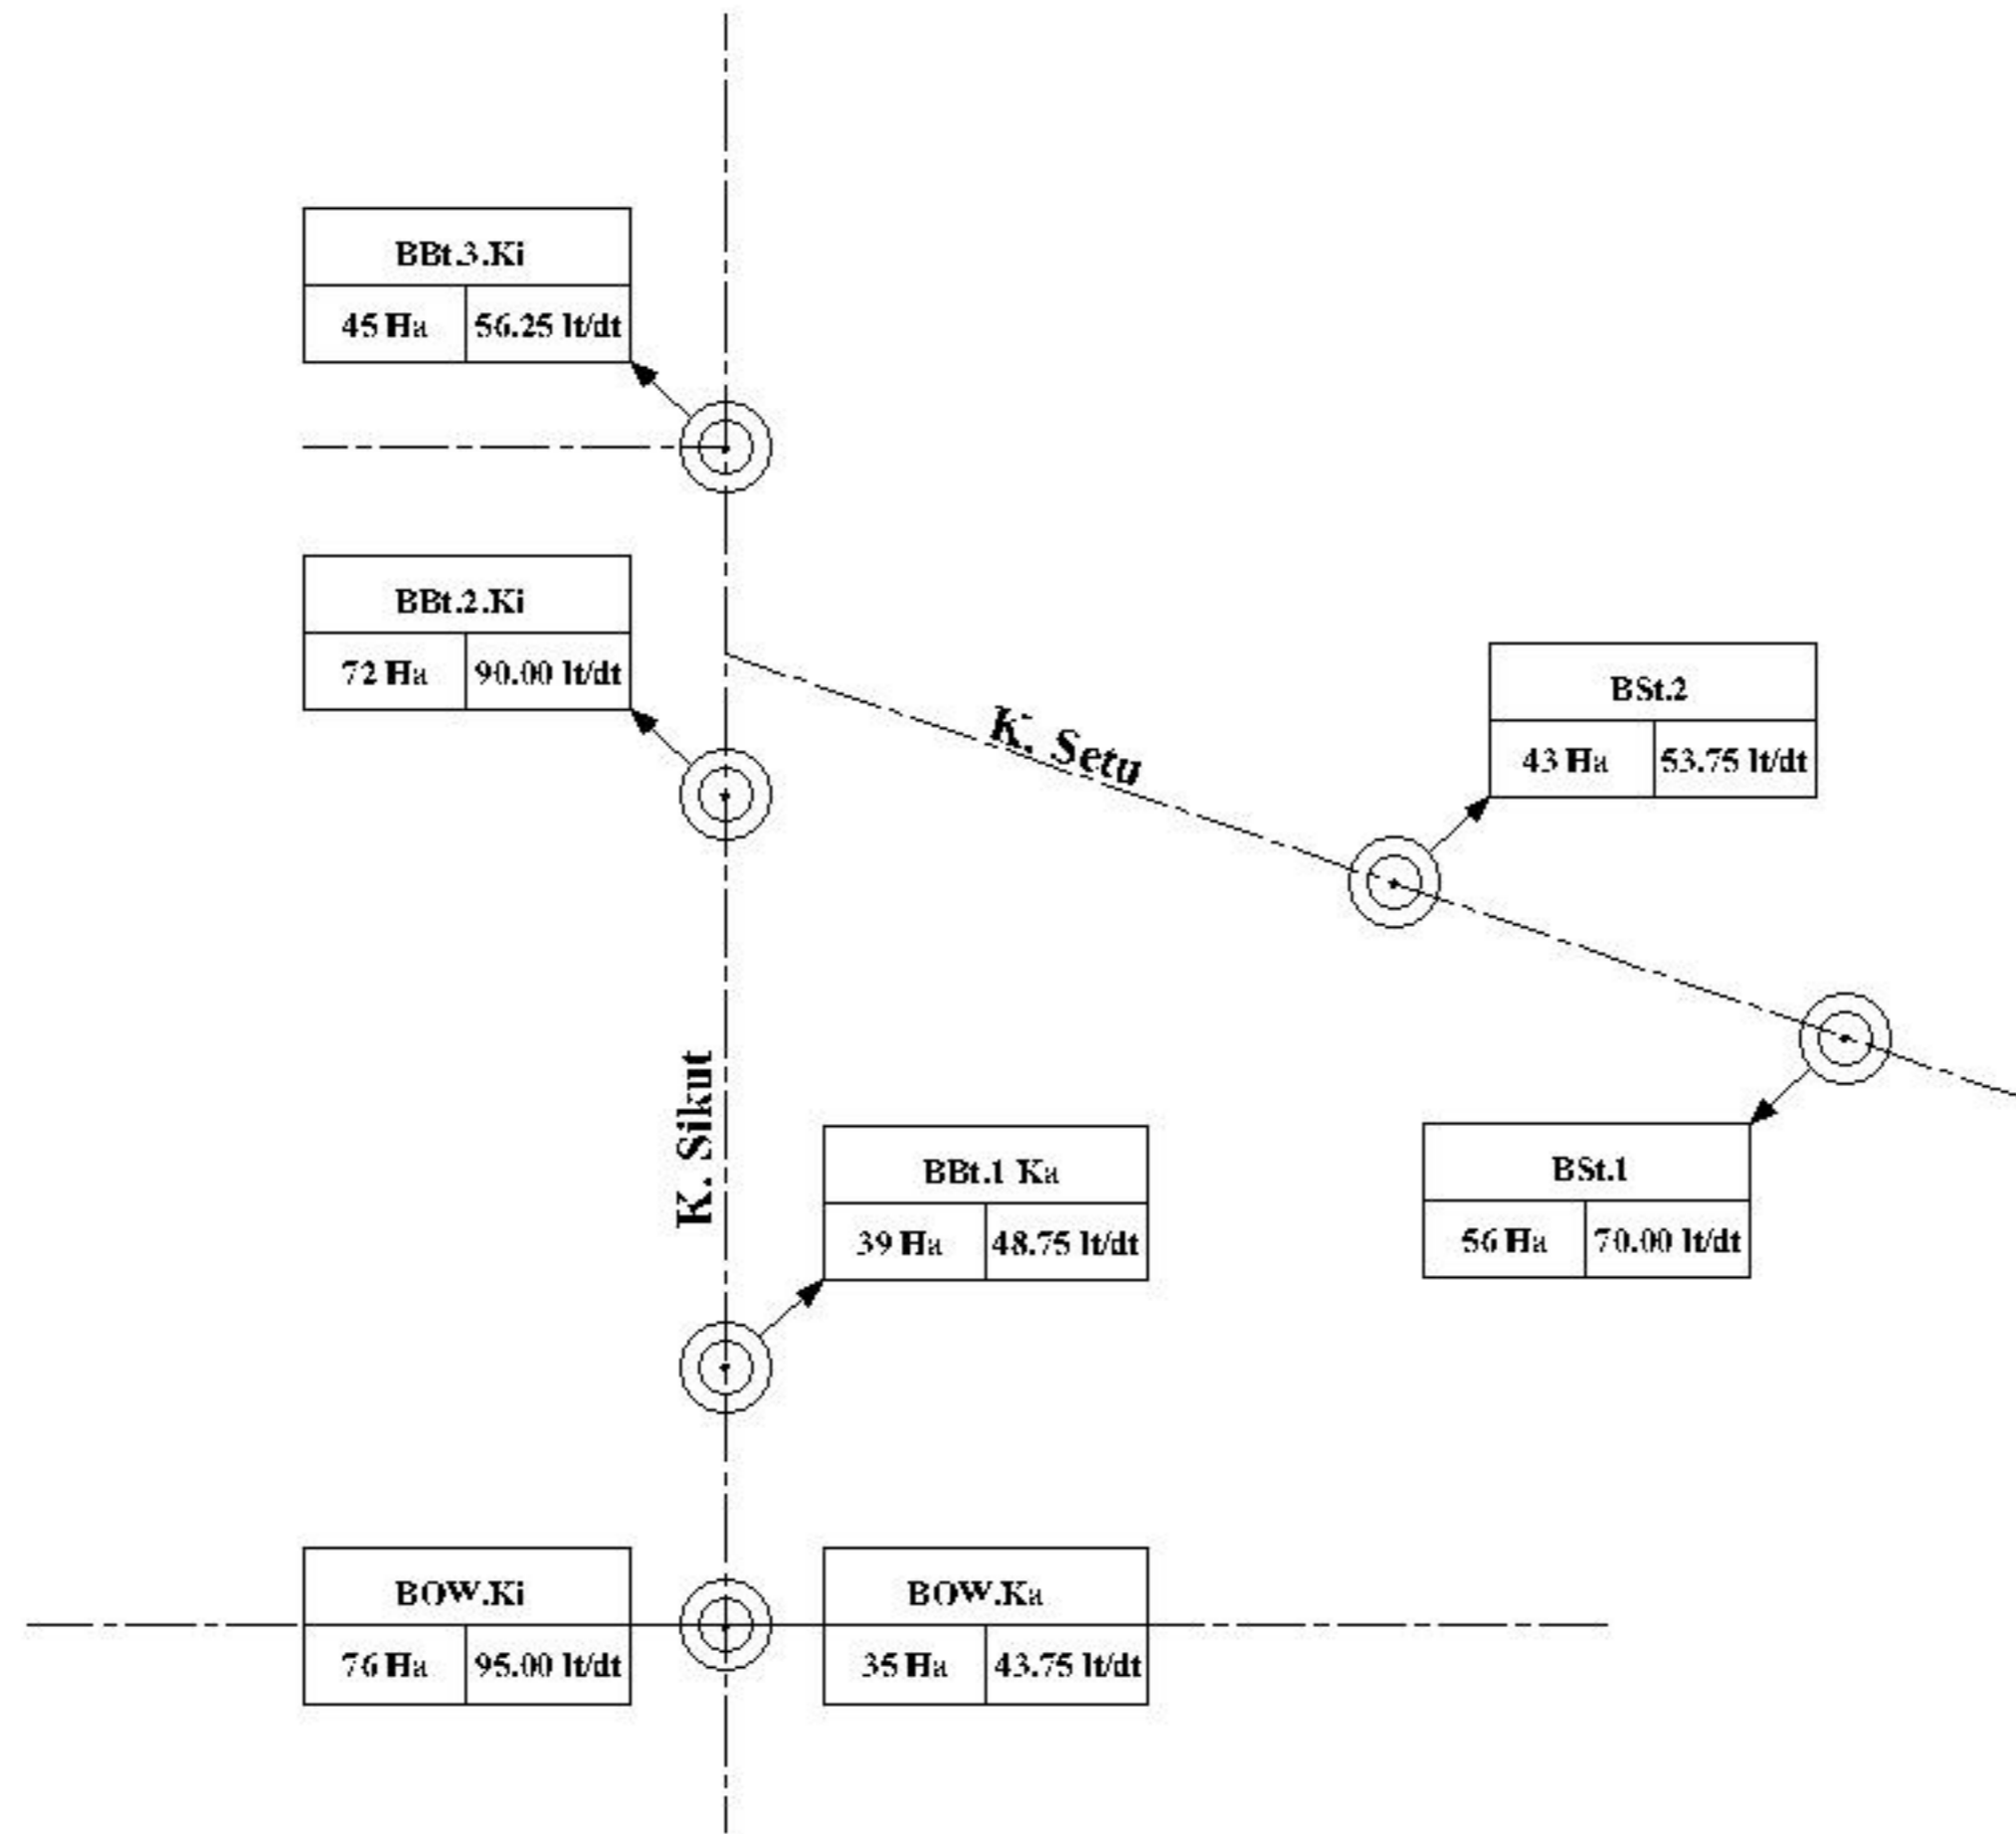 BBt.3.Ki
45 Ha 56.25 lt/dt
BBt.2.Ki
72 Ha 90.00 lt/dt
K. Setu
BSt.2
43 Ha 53.75 lt/dt
K. Sikut
BBt.1 Ka
39 Ha 48.75 lt/dt
BSt.1
56 Ha 70.00 lt/dt
BOW.Ki
76 Ha 95.00 lt/dt
BOW.Ka
35 Ha 43.75 lt/dt